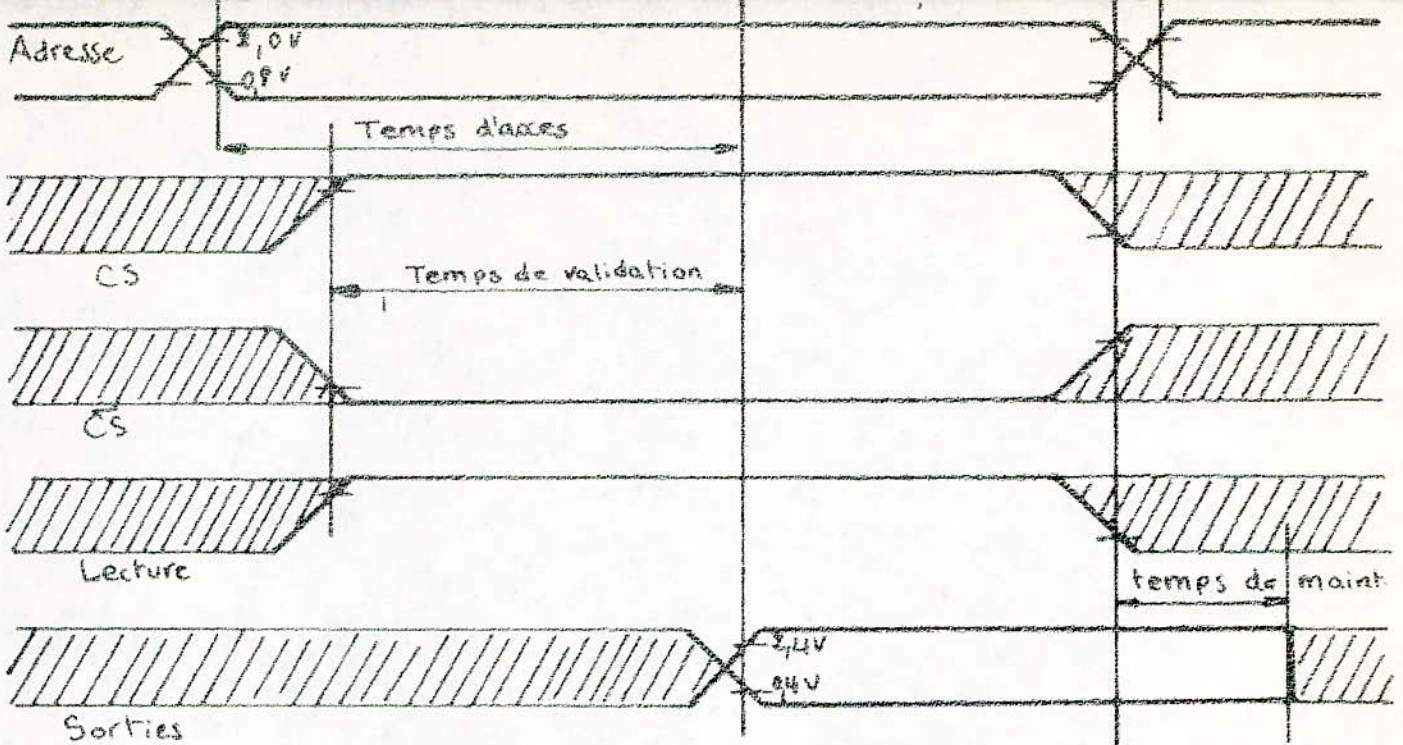 Adresse
2,0V
0,8V
Temps d'acces
CS
Temps de validation
C̅S̅
Lecture
temps de maint.
2,4V
0,4V
Sorties